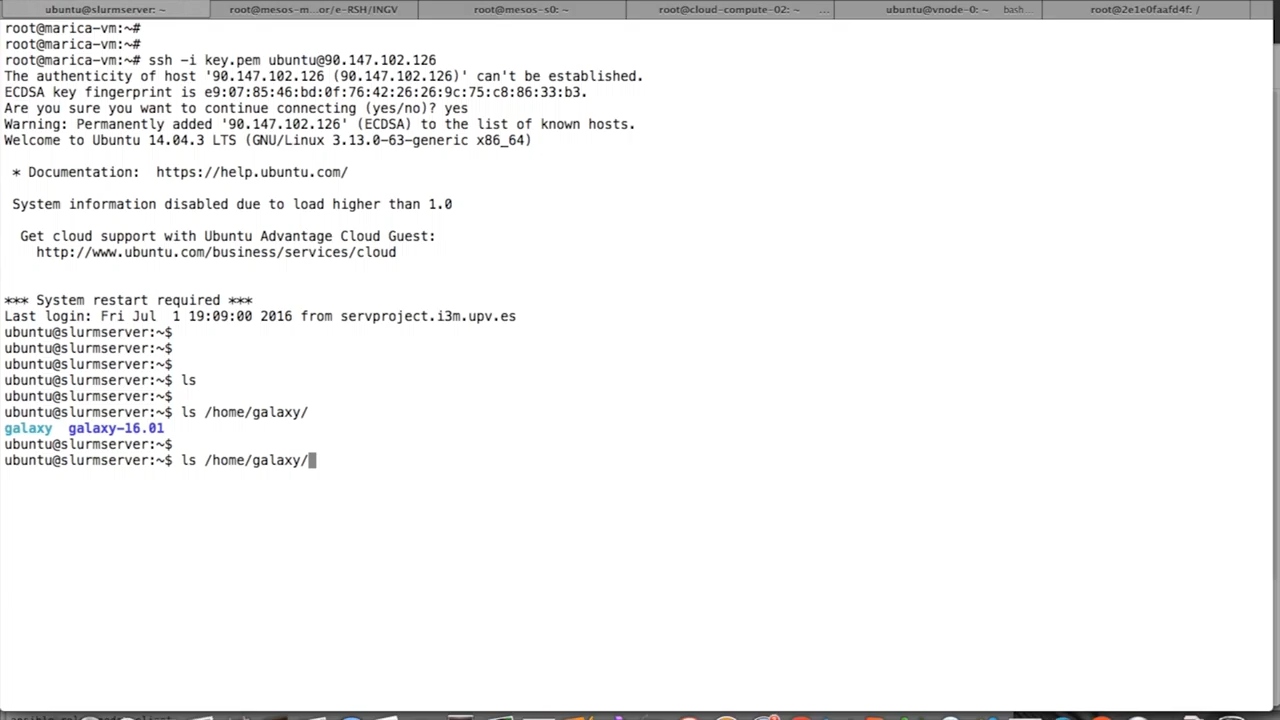 ubuntu@slurmserver: ~
root@mesos-m...or/e-RSH/INGV
root@mesos-s0: ~
root@cloud-compute-02: ~ ...
ubuntu@vnode-0: ~ bash...
root@2e1e0faafd4f: /
root@marica-vm:~#
root@marica-vm:~#
root@marica-vm:~# ssh -i key.pem ubuntu@90.147.102.126
The authenticity of host '90.147.102.126 (90.147.102.126)' can't be established.
ECDSA key fingerprint is e9:07:85:46:bd:0f:76:42:26:26:9c:75:c8:86:33:b3.
Are you sure you want to continue connecting (yes/no)? yes
Warning: Permanently added '90.147.102.126' (ECDSA) to the list of known hosts.
Welcome to Ubuntu 14.04.3 LTS (GNU/Linux 3.13.0-63-generic x86_64)
* Documentation:  https://help.ubuntu.com/
System information disabled due to load higher than 1.0
Get cloud support with Ubuntu Advantage Cloud Guest:
http://www.ubuntu.com/business/services/cloud
*** System restart required ***
Last login: Fri Jul  1 19:09:00 2016 from servproject.i3m.upv.es
ubuntu@slurmserver:~$
ubuntu@slurmserver:~$
ubuntu@slurmserver:~$
ubuntu@slurmserver:~$ ls
ubuntu@slurmserver:~$
ubuntu@slurmserver:~$ ls /home/galaxy/
galaxy  galaxy-16.01
ubuntu@slurmserver:~$
ubuntu@slurmserver:~$ ls /home/galaxy/